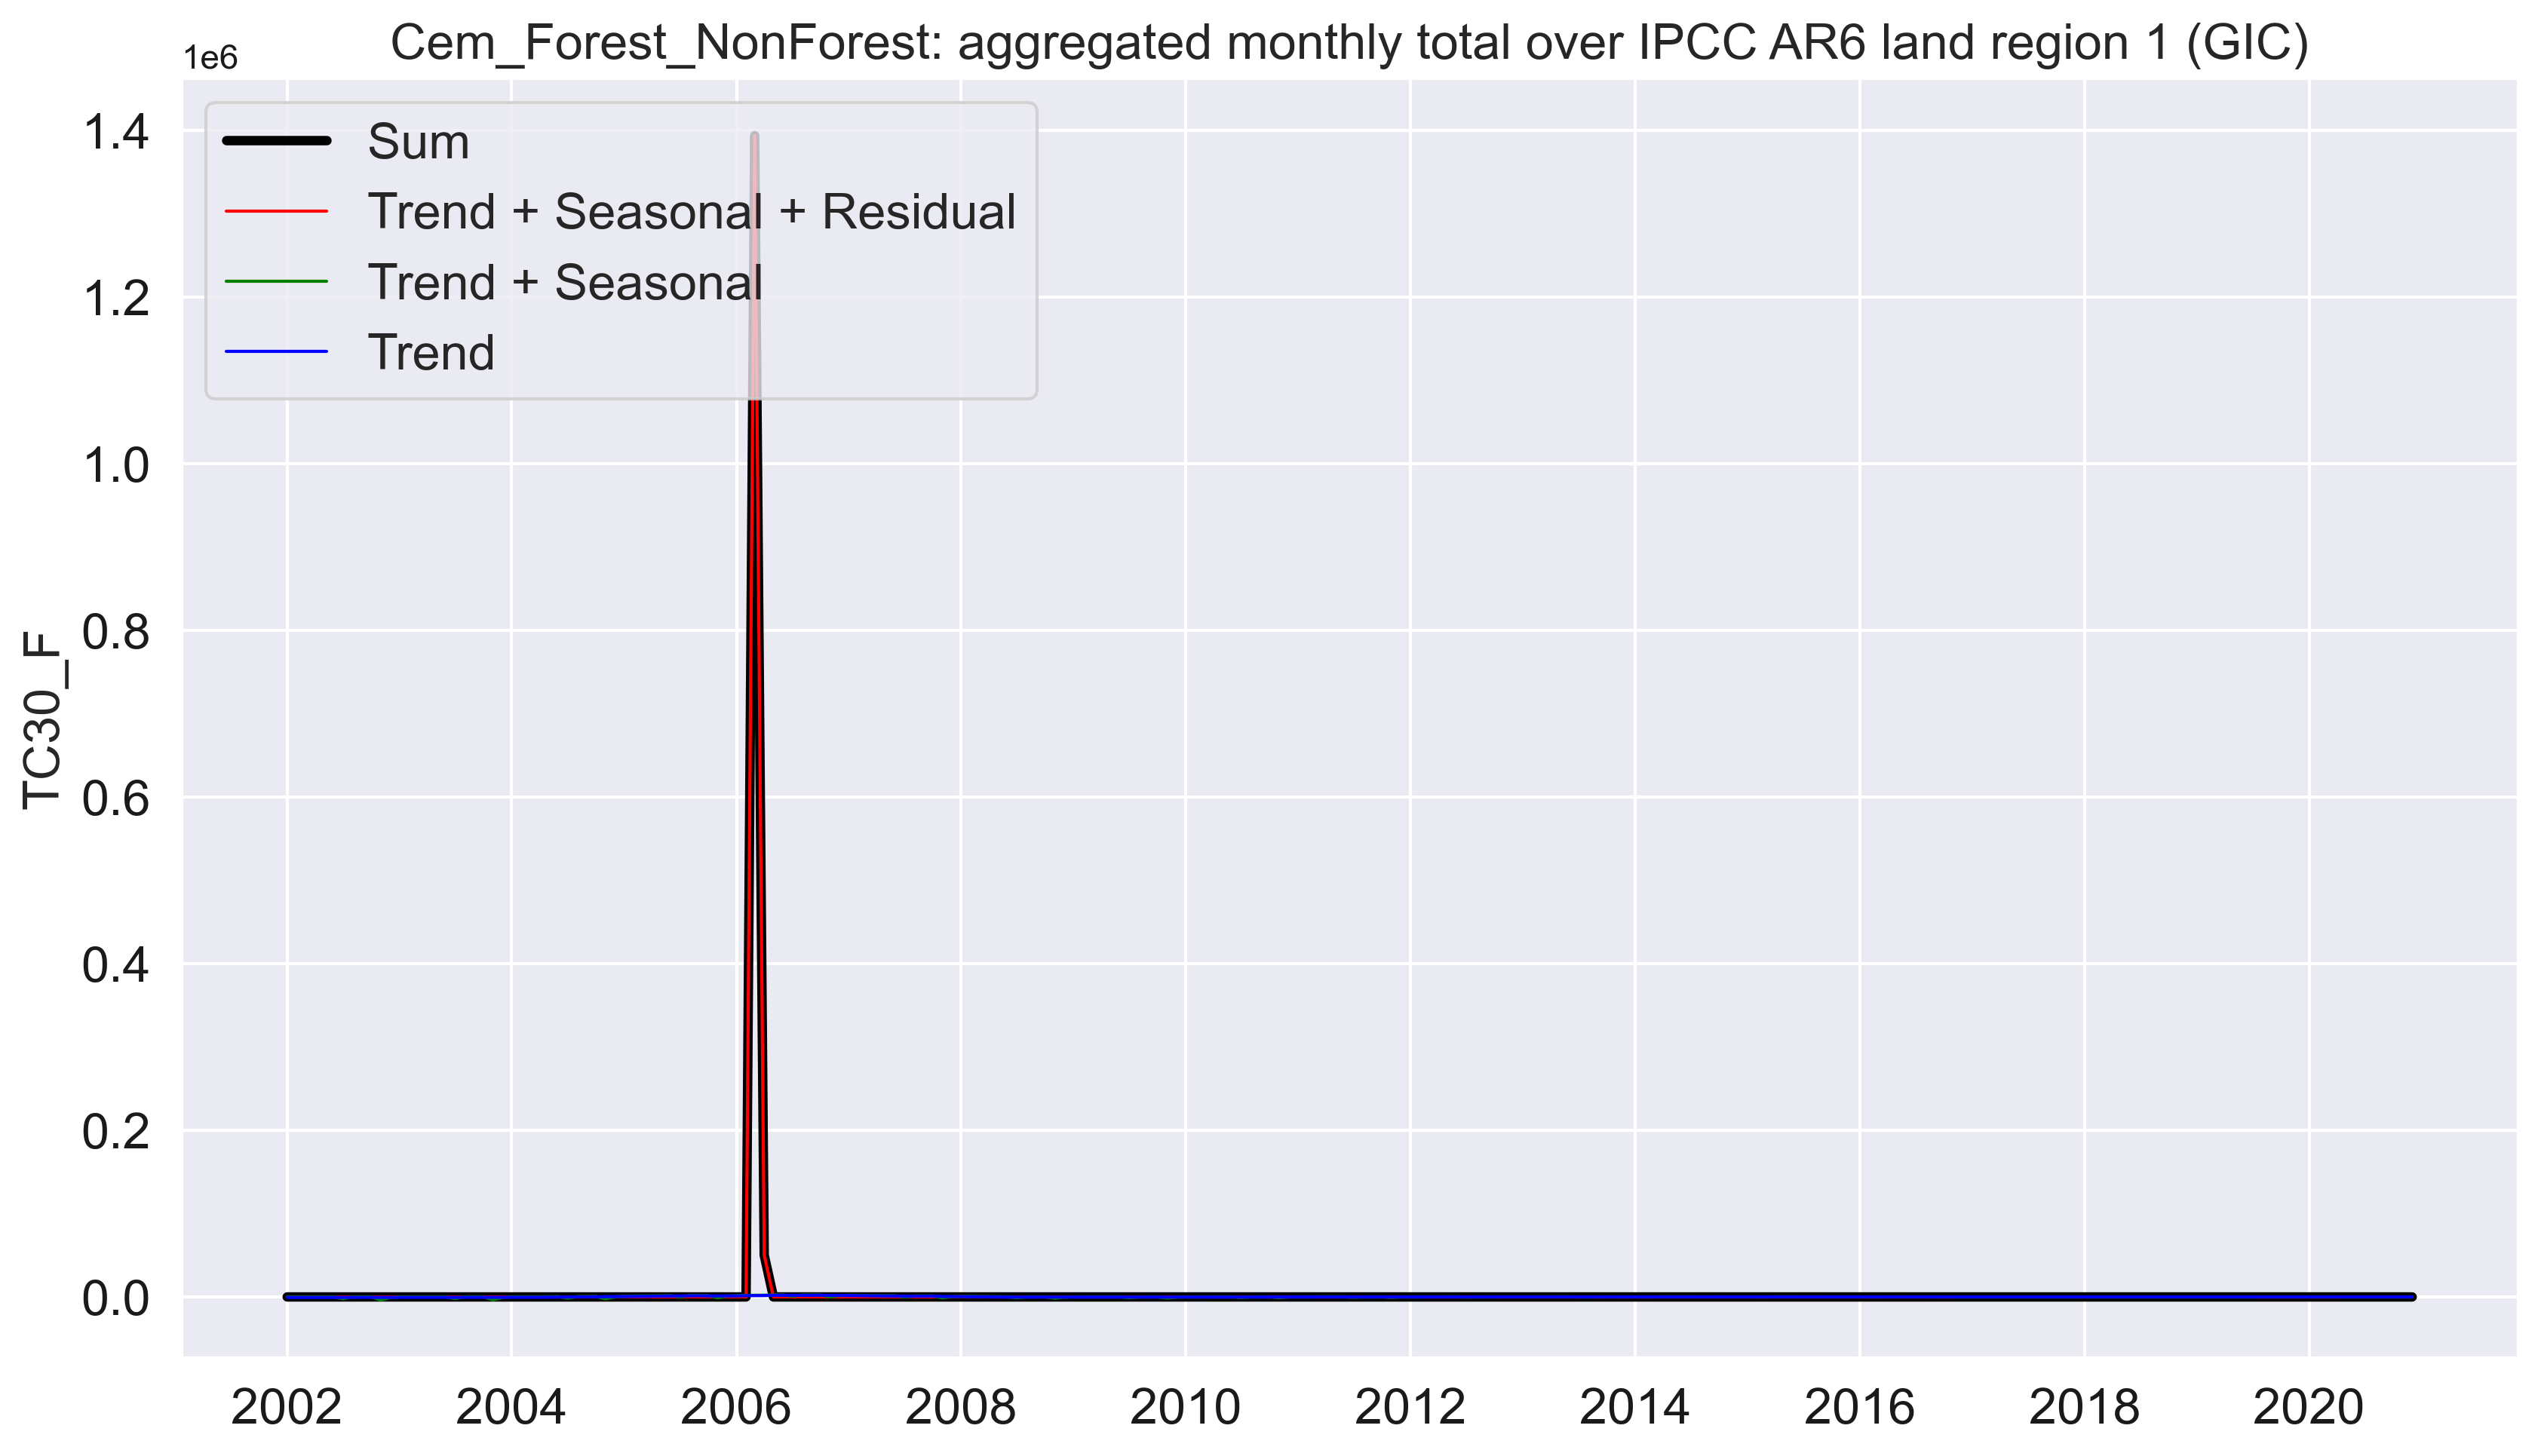 Cem_Forest_NonForest: aggregated monthly total over IPCC AR6 land region 1 (GIC)
1e6
Sum
Trend + Seasonal + Residual
Trend + Seasonal
Trend
1.4
1.2
1.0
0.8
0.6
0.4
0.2
0.0
TC30_F
2002 2004 2006 2008 2010 2012 2014 2016 2018 2020